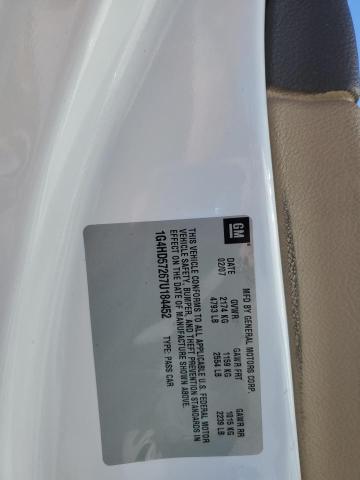 GM
MFD BY GENERAL MOTORS CORP.
DATE GVWR GAWR FRT GAWR RR
02/07 2174 KG 1159 KG 1015 KG
4793 LB 2554 LB 2239 LB
THIS VEHICLE CONFORMS TO ALL APPLICABLE U.S. FEDERAL MOTOR
VEHICLE SAFETY, BUMPER, AND THEFT PREVENTION STANDARDS IN
EFFECT ON THE DATE OF MANUFACTURE SHOWN ABOVE.
1G4HD57267U184452 TYPE: PASS CAR